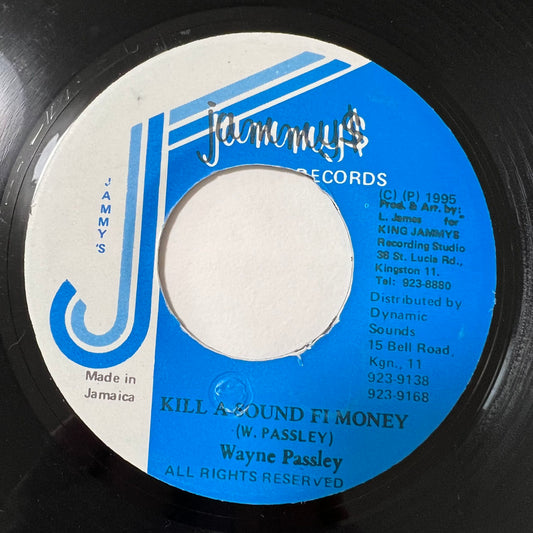 jammy$
RECORDS
J
A
M
M
Y'S
(C) (P) 1995
Prod. & Arr. by:
L. James for
KING JAMMYS
Recording Studio
38 St. Lucia Rd.,
Kingston 11.
Tel: 923-8880
Distributed by
Dynamic
Sounds
15 Bell Road,
Kgn., 11
923-9138
923-9168
Made in
Jamaica
KILL A SOUND FI MONEY
(W. PASSLEY)
Wayne Passley
ALL RIGHTS RESERVED